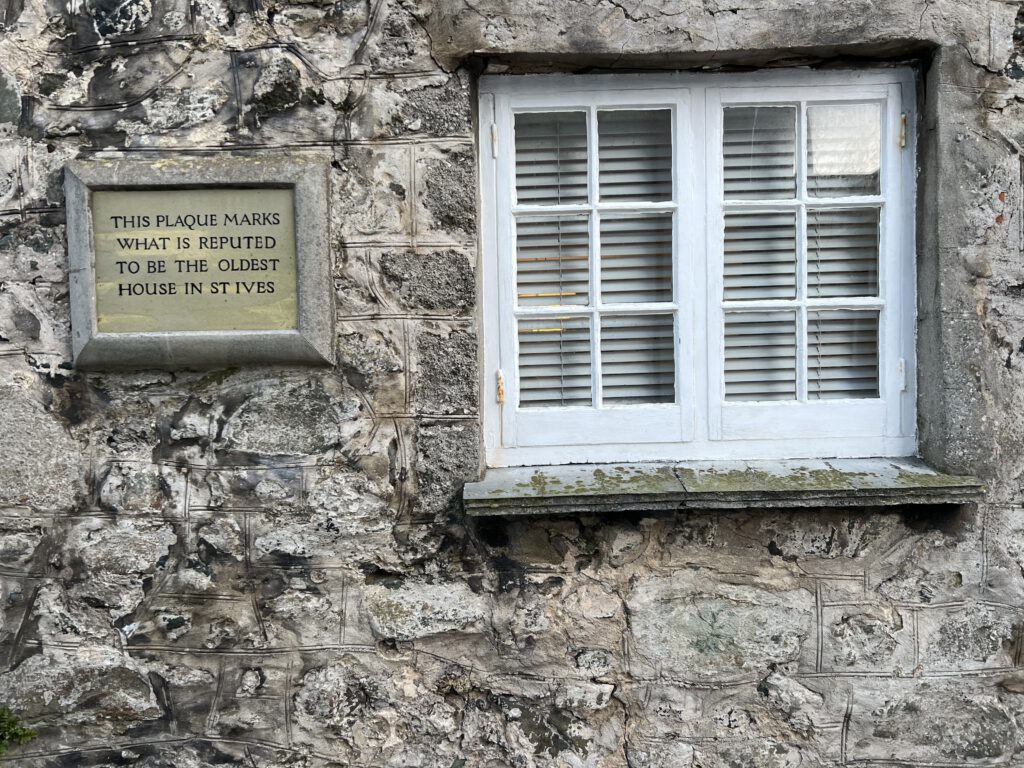 THIS PLAQUE MARKS
WHAT IS REPUTED
TO BE THE OLDEST
HOUSE IN ST IVES